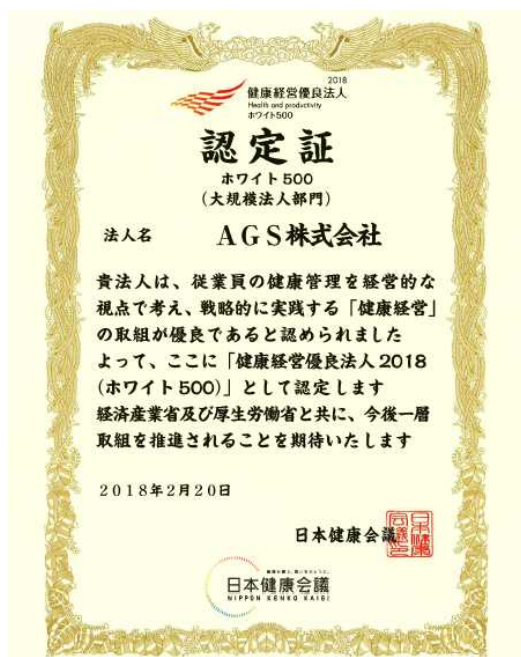 2018
健康経営優良法人
Health and productivity
ホワイト500
認定証
ホワイト500
(大規模法人部門)
法人名 AGS株式会社
貴法人は、従業員の健康管理を経営的な
視点で考え、戦略的に実践する「健康経営」
の取組が優良であると認められました
よって、ここに「健康経営優良法人2018
(ホワイト500)」として認定します
経済産業省及び厚生労働省と共に、今後一層
取組を推進されることを期待いたします
2018年2月20日
日本健康会議
日本健康会議
NIPPON KENKO KAIGI